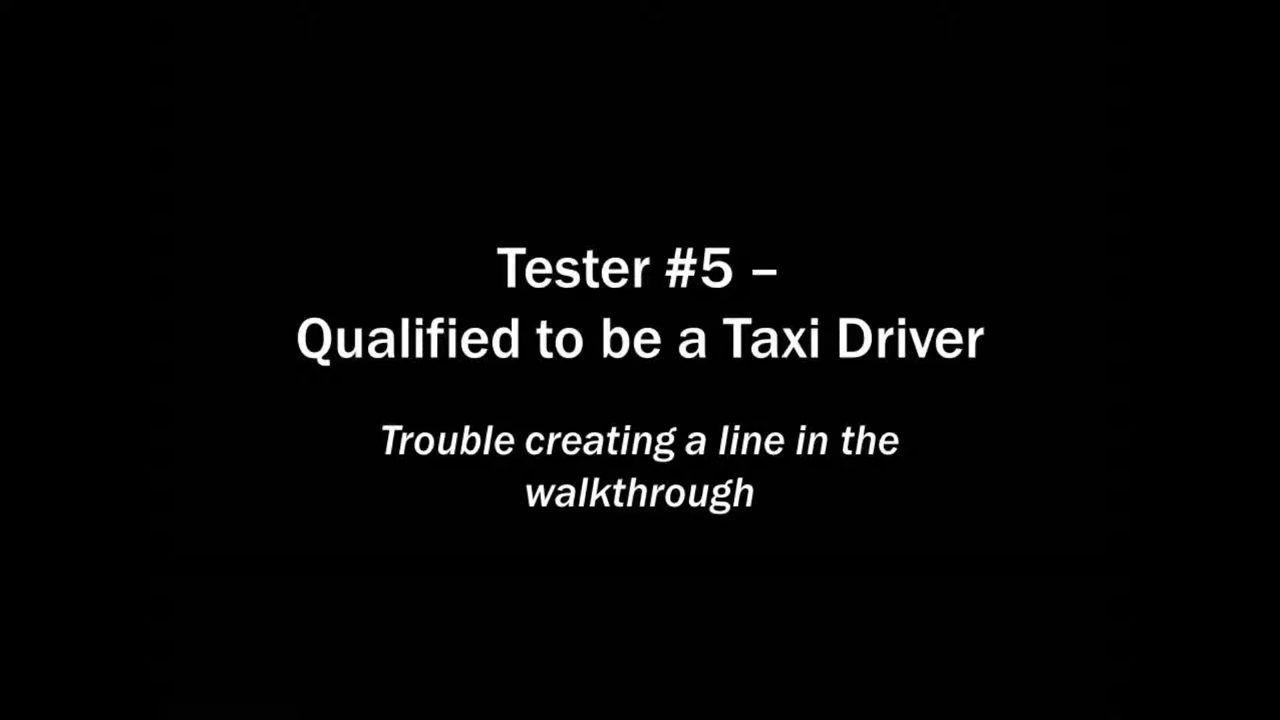 Tester #5 –
Qualified to be a Taxi Driver
Trouble creating a line in the
walkthrough